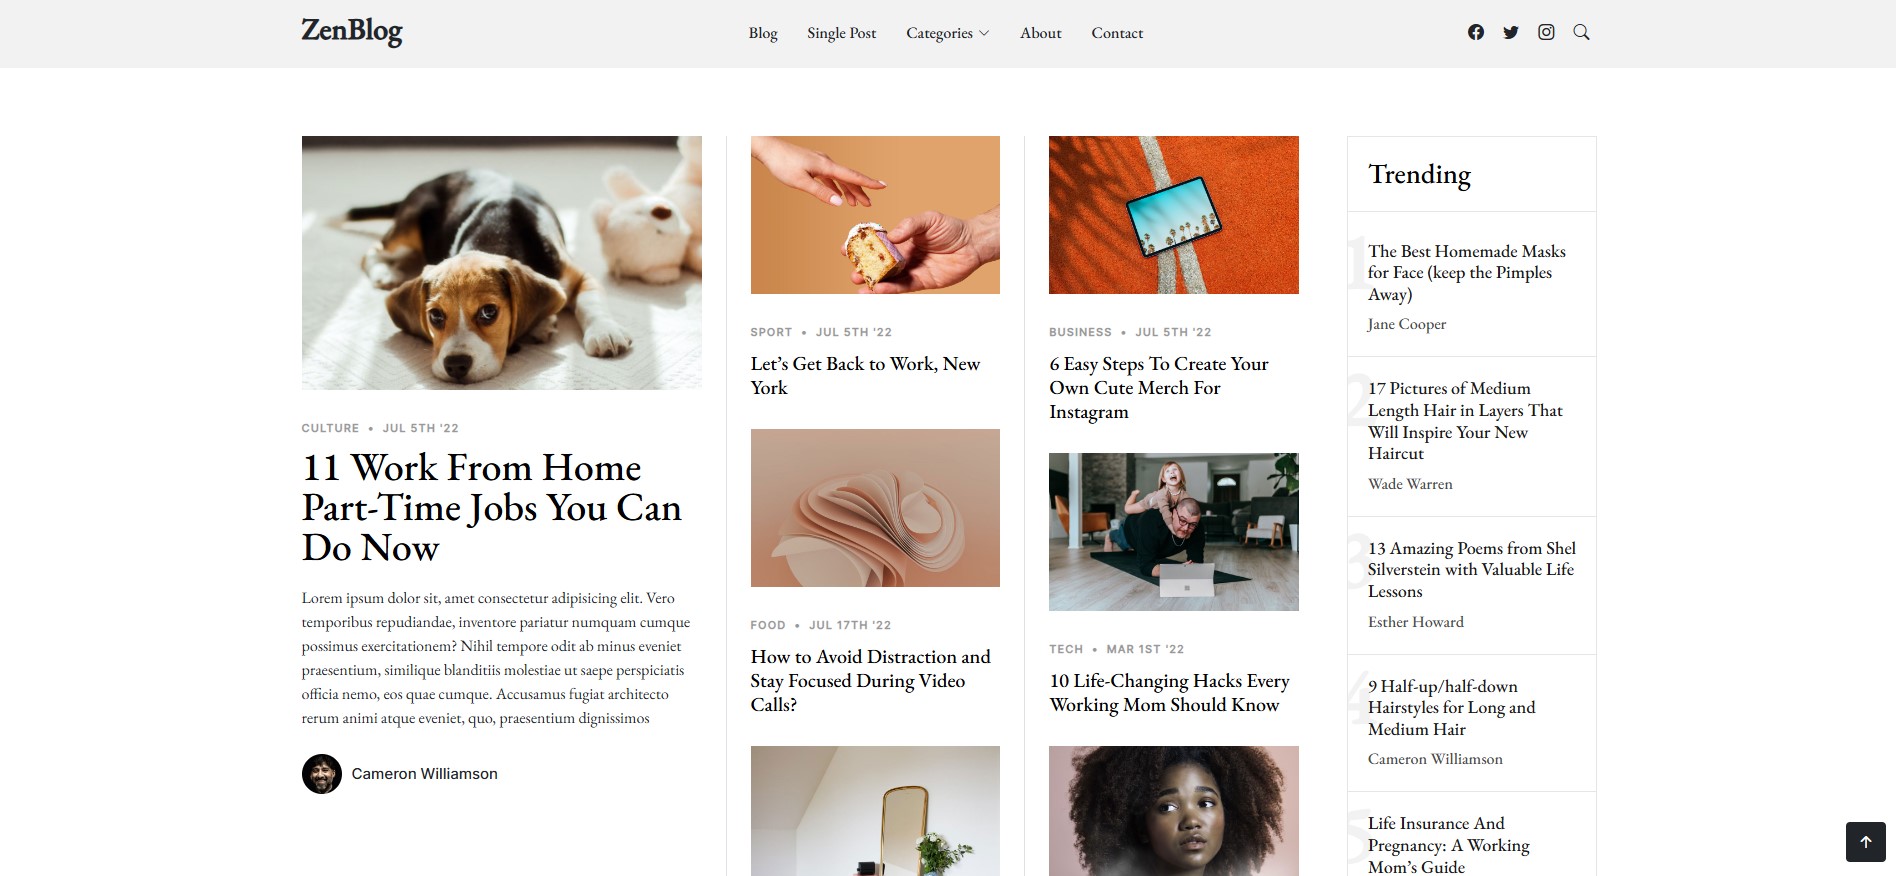 ZenBlog
Blog
Single Post
Categories
About
Contact
CULTURE • JUL 5TH '22
11 Work From Home
Part-Time Jobs You Can
Do Now
Lorem ipsum dolor sit, amet consectetur adipisicing elit. Vero
temporibus repudiandae, inventore pariatur numquam cumque
possimus exercitationem? Nihil tempore odit ab minus eveniet
praesentium, similique blanditiis molestiae ut saepe perspiciatis
officia nemo, eos quae cumque. Accusamus fugiat architecto
rerum animi atque eveniet, quo, praesentium dignissimos
Cameron Williamson
SPORT • JUL 5TH '22
Let’s Get Back to Work, New
York
FOOD • JUL 17TH '22
How to Avoid Distraction and
Stay Focused During Video
Calls?
BUSINESS • JUL 5TH '22
6 Easy Steps To Create Your
Own Cute Merch For
Instagram
TECH • MAR 1ST '22
10 Life-Changing Hacks Every
Working Mom Should Know
Trending
1
The Best Homemade Masks
for Face (keep the Pimples
Away)
Jane Cooper
2
17 Pictures of Medium
Length Hair in Layers That
Will Inspire Your New
Haircut
Wade Warren
3
13 Amazing Poems from Shel
Silverstein with Valuable Life
Lessons
Esther Howard
4
9 Half-up/half-down
Hairstyles for Long and
Medium Hair
Cameron Williamson
5
Life Insurance And
Pregnancy: A Working
Mom’s Guide